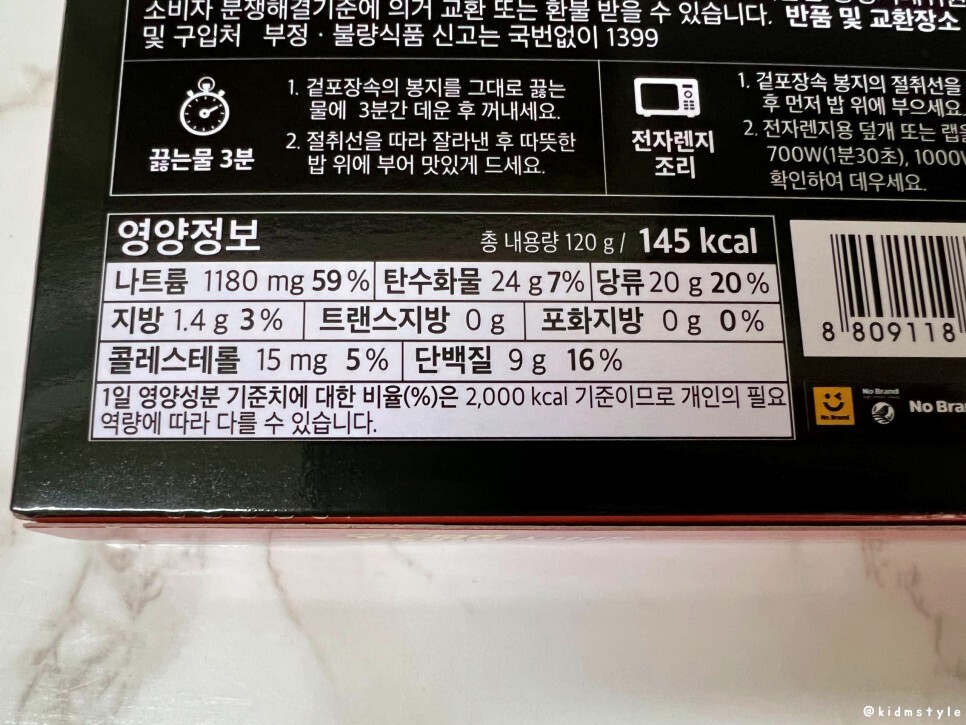 소비자 분쟁해결기준에 의거 교환 또는 환불 받을 수 있습니다. 반품 및 교환장소
및 구입처 부정 · 불량식품 신고는 국번없이 1399
끓는물 3분
1. 겉포장속의 봉지를 그대로 끓는
물에 3분간 데운 후 꺼내세요.
2. 절취선을 따라 잘라낸 후 따뜻한
밥 위에 부어 맛있게 드세요.
전자렌지
조리
1. 겉포장속 봉지의 절취선을
후 먼저 밥 위에 부으세요.
2. 전자렌지용 덮개 또는 랩을
700W(1분30초), 1000W
확인하여 데우세요.
영양정보 총 내용량 120 g / 145 kcal
나트륨 1180 mg 59% 탄수화물 24 g 7% 당류 20 g 20%
지방 1.4 g 3% 트랜스지방 0 g 포화지방 0 g 0%
콜레스테롤 15 mg 5% 단백질 9 g 16%
1일 영양성분 기준치에 대한 비율(%)은 2,000 kcal 기준이므로 개인의 필요
역량에 따라 다를 수 있습니다.
8 809118
No Brand
No Brand
No Bra
@kidmstyle